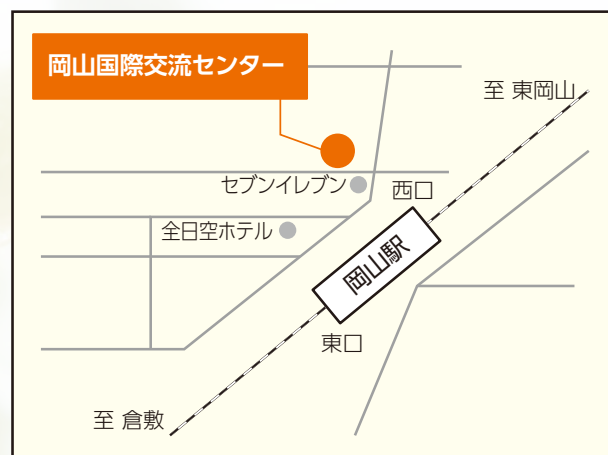 岡山国際交流センター
至 東岡山
セブンイレブン
西口
全日空ホテル
岡山駅
東口
至 倉敷